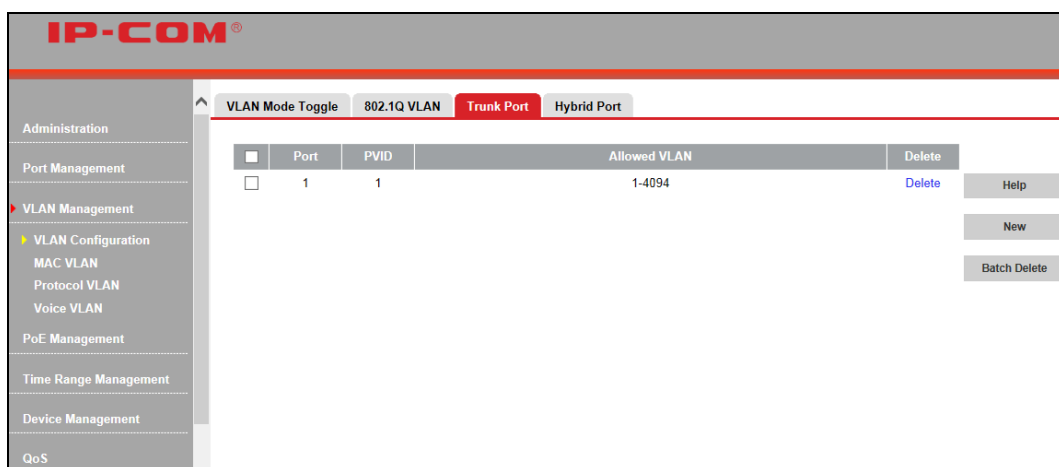 IP-COM®
VLAN Mode Toggle 802.1Q VLAN Trunk Port Hybrid Port
Administration
Port Management
VLAN Management
VLAN Configuration
MAC VLAN
Protocol VLAN
Voice VLAN
PoE Management
Time Range Management
Device Management
QoS
Port PVID Allowed VLAN Delete
1 1 1-4094 Delete
Help
New
Batch Delete